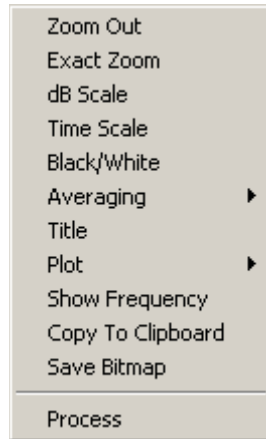 Zoom Out
Exact Zoom
dB Scale
Time Scale
Black/White
Averaging
Title
Plot
Show Frequency
Copy To Clipboard
Save Bitmap
Process